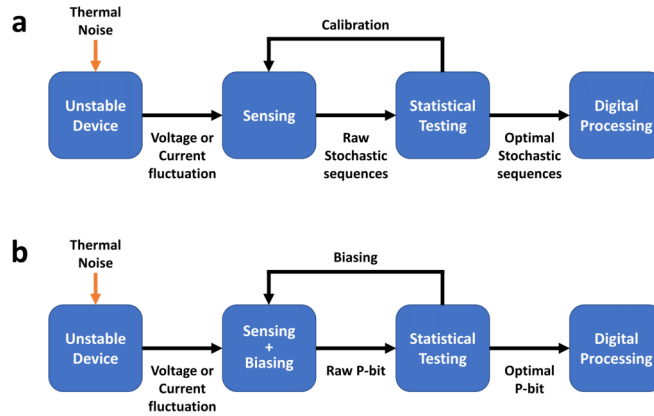 a
Thermal
Noise
Calibration
Unstable
Device
Voltage or
Current
fluctuation
Sensing
Raw
Stochastic
sequences
Statistical
Testing
Optimal
Stochastic
sequences
Digital
Processing
b
Thermal
Noise
Biasing
Unstable
Device
Voltage or
Current
fluctuation
Sensing
+
Biasing
Raw P-bit
Statistical
Testing
Optimal
P-bit
Digital
Processing